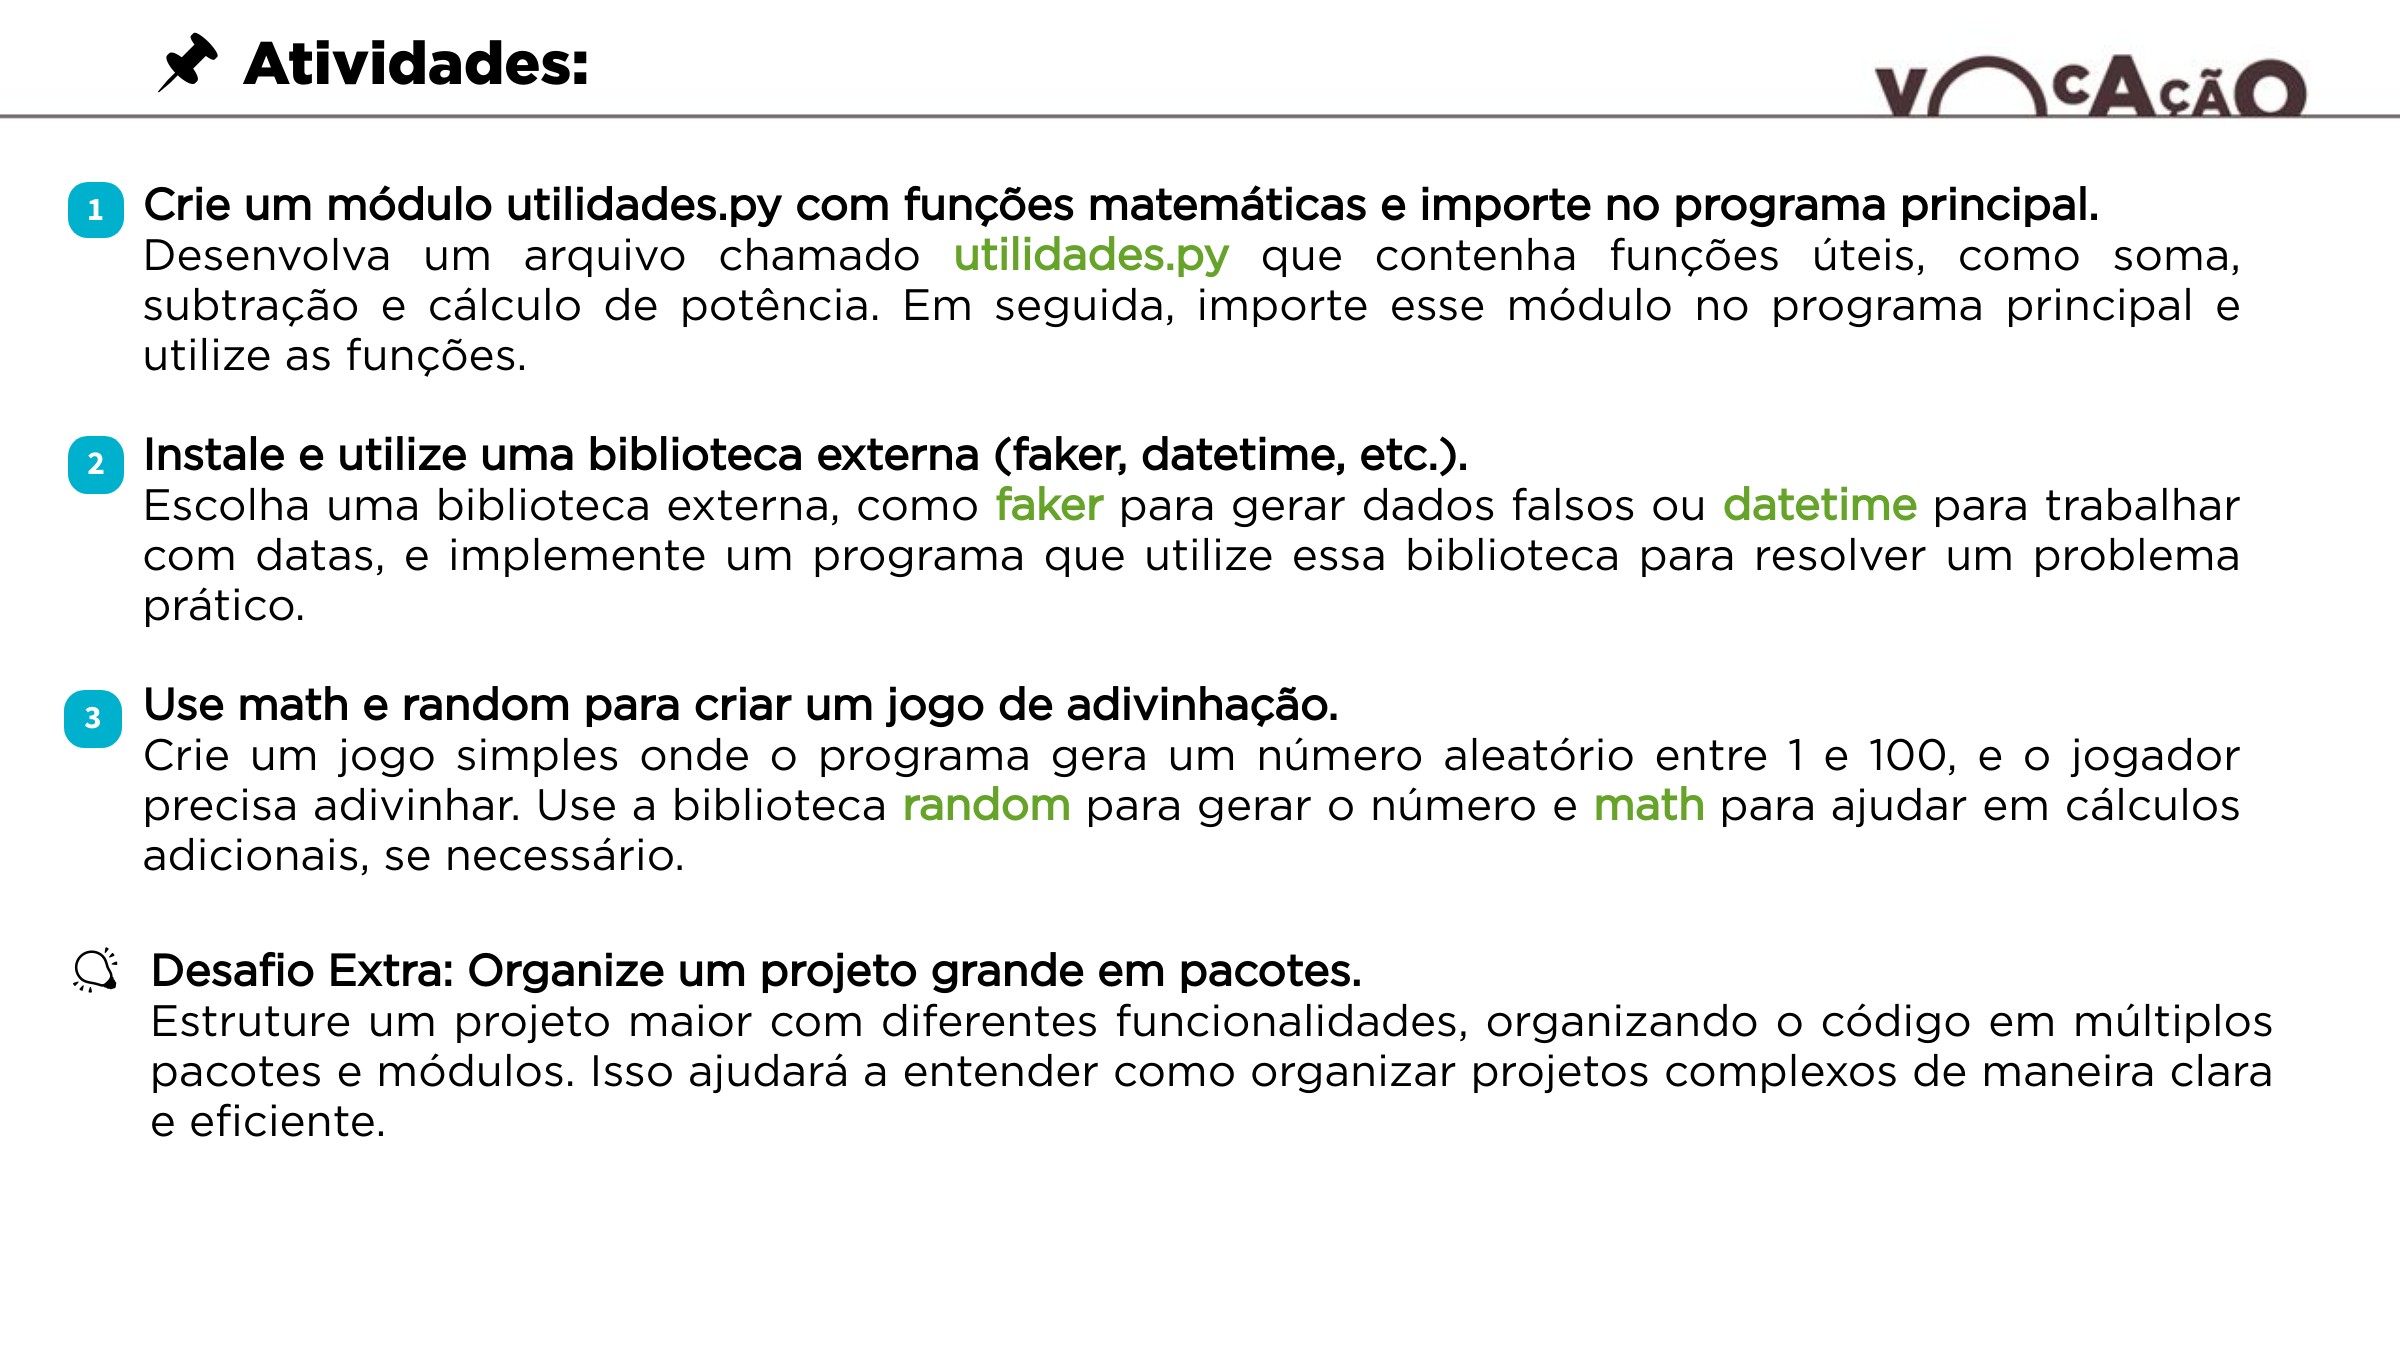 Atividades:
VOCAÇÃO
1
Crie um módulo utilidades.py com funções matemáticas e importe no programa principal.
Desenvolva um arquivo chamado utilidades.py que contenha funções úteis, como soma,
subtração e cálculo de potência. Em seguida, importe esse módulo no programa principal e
utilize as funções.
2
Instale e utilize uma biblioteca externa (faker, datetime, etc.).
Escolha uma biblioteca externa, como faker para gerar dados falsos ou datetime para trabalhar
com datas, e implemente um programa que utilize essa biblioteca para resolver um problema
prático.
3
Use math e random para criar um jogo de adivinhação.
Crie um jogo simples onde o programa gera um número aleatório entre 1 e 100, e o jogador
precisa adivinhar. Use a biblioteca random para gerar o número e math para ajudar em cálculos
adicionais, se necessário.
Desafio Extra: Organize um projeto grande em pacotes.
Estruture um projeto maior com diferentes funcionalidades, organizando o código em múltiplos
pacotes e módulos. Isso ajudará a entender como organizar projetos complexos de maneira clara
e eficiente.